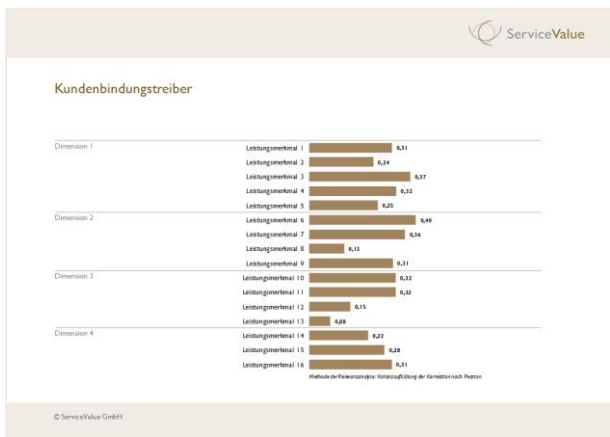 ServiceValue
Kundenbindungstreiber
Dimension 1
Leistungsmerkmal 1 0,31
Leistungsmerkmal 2 0,24
Leistungsmerkmal 3 0,37
Leistungsmerkmal 4 0,32
Leistungsmerkmal 5 0,25
Dimension 2
Leistungsmerkmal 6 0,40
Leistungsmerkmal 7 0,36
Leistungsmerkmal 8 0,13
Leistungsmerkmal 9 0,31
Dimension 3
Leistungsmerkmal 10 0,32
Leistungsmerkmal 11 0,32
Leistungsmerkmal 12 0,15
Leistungsmerkmal 13 0,08
Dimension 4
Leistungsmerkmal 14 0,22
Leistungsmerkmal 15 0,28
Leistungsmerkmal 16 0,31
Methode der Relevanzanalyse: Varianzaufklärung der Korrelation nach Pearson
© ServiceValue GmbH